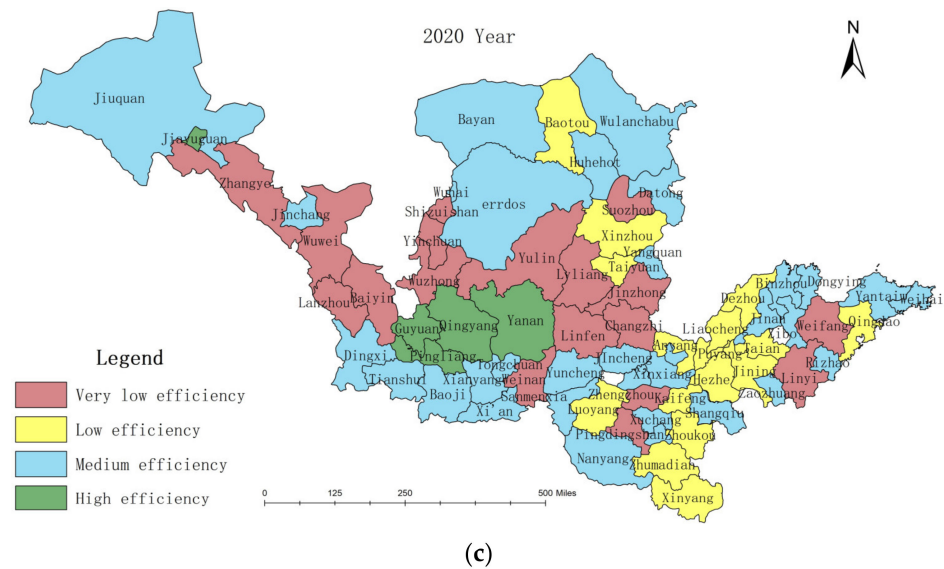 2020 Year
N
Jiuquan
Jiayuguan
Zhangye
Jinchang
Wuwei
Lanzhou
Baiyin
Bayan
Baotou
Wulanchabu
Huhehot
Wuhai
Shizuishan
errdos
Datong
Suozhou
Xinzhou
Yinchuan
Yulin
Yangquan
Taiyuan
Lyliang
Wuzhong
Jinzhong
Guyuan
Qingyang
Yanan
Linfen
Changzhi
Pingliang
Dingxi
Tianshui
Tongchuan
Xianyang
Weinan
Baoji
Xi'an
Sanmenxia
Yuncheng
Jincheng
Xinxiang
Anyang
Puyang
Liaocheng
Dezhou
Binzhou
Dongying
Yantai
Weihai
Jinan
Xibo
Weifang
Qingdao
Taian
Rizhao
Linyi
Jining
Hezhe
Zaozhuang
Zhengzhou
Kaifeng
Luoyang
Shangqiu
Xuchang
Pingdingshan
Zhoukou
Nanyang
Zhumadian
Xinyang
Legend
Very low efficiency
Low efficiency
Medium efficiency
High efficiency
0 125 250 500 Miles
(c)